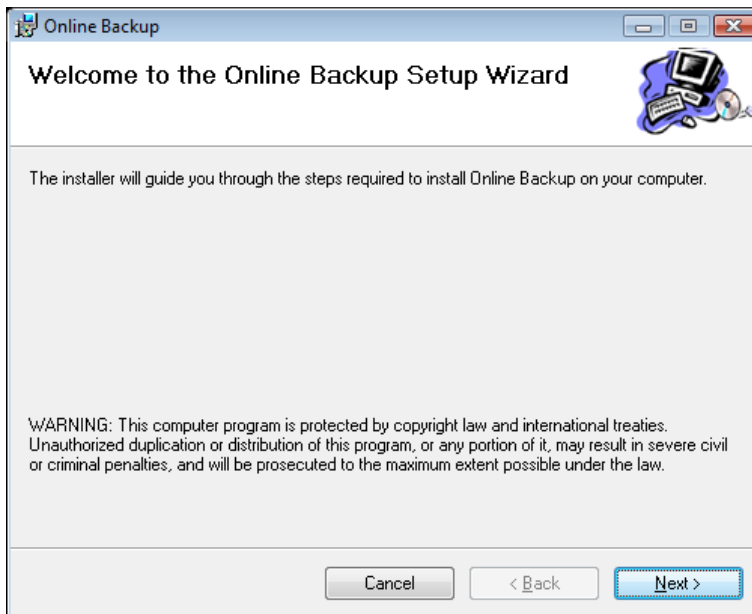 Online Backup
Welcome to the Online Backup Setup Wizard
The installer will guide you through the steps required to install Online Backup on your computer.
WARNING: This computer program is protected by copyright law and international treaties.
Unauthorized duplication or distribution of this program, or any portion of it, may result in severe civil
or criminal penalties, and will be prosecuted to the maximum extent possible under the law.
Cancel < Back Next >